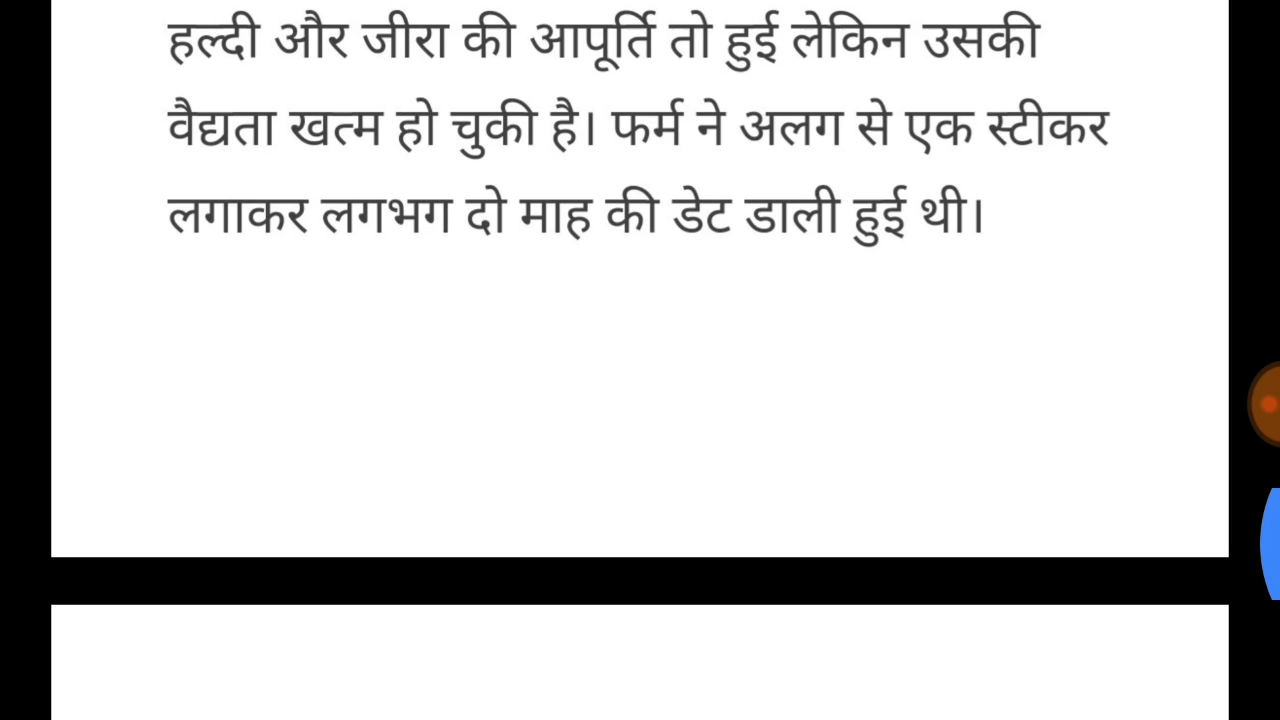 हल्दी और जीरा की आपूर्ति तो हुई लेकिन उसकी
वैद्यता खत्म हो चुकी है। फर्म ने अलग से एक स्टीकर
लगाकर लगभग दो माह की डेट डाली हुई थी।